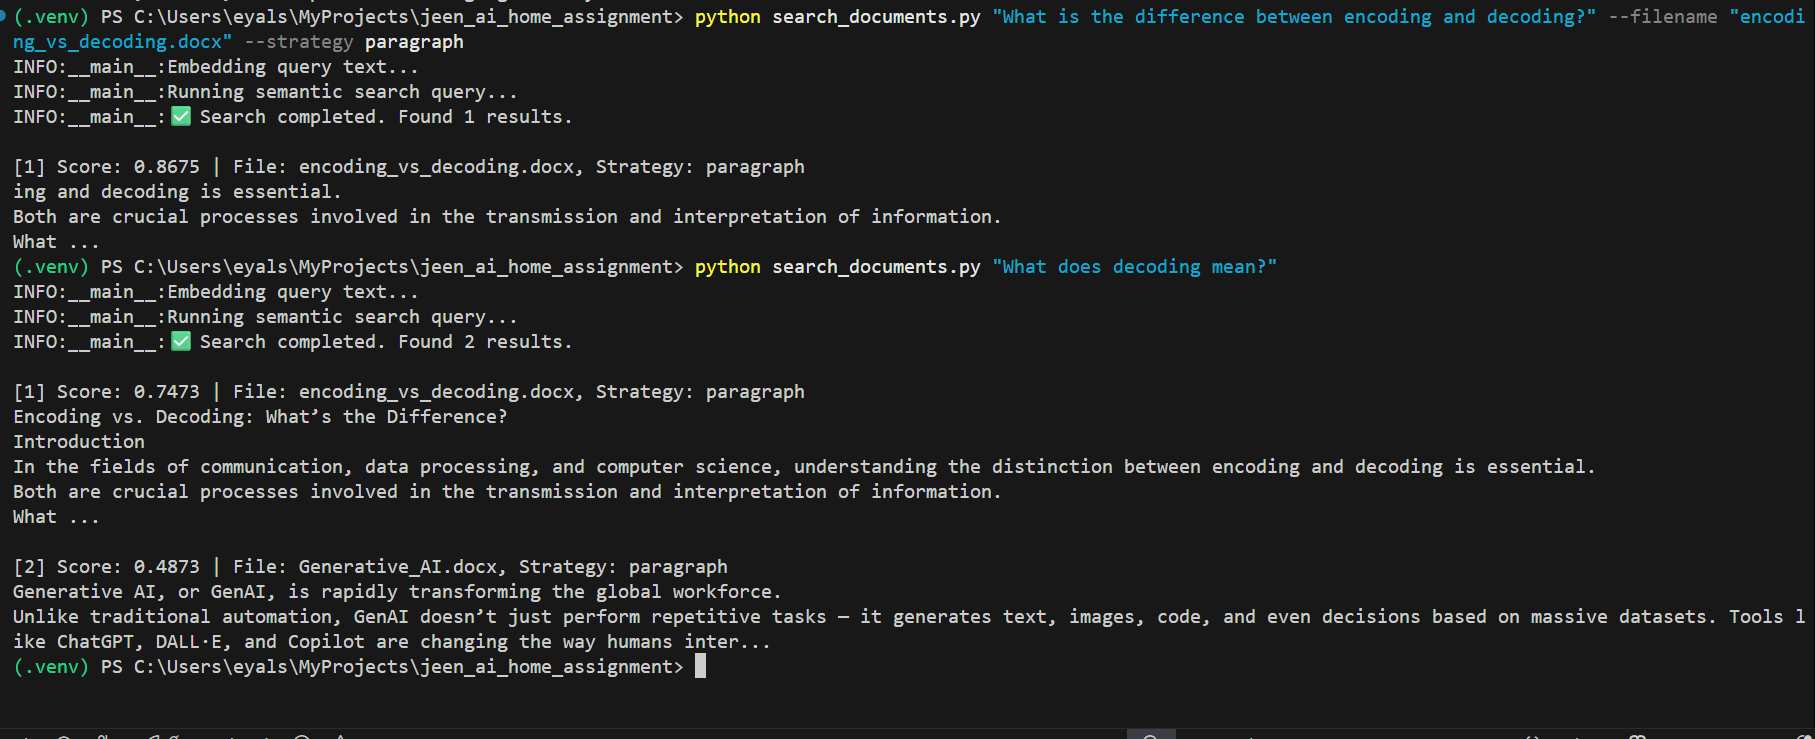 (.venv) PS C:\Users\eyals\MyProjects\jeen_ai_home_assignment> python search_documents.py "What is the difference between encoding and decoding?" --filename "encodi
ng_vs_decoding.docx" --strategy paragraph
INFO:__main__:Embedding query text...
INFO:__main__:Running semantic search query...
INFO:__main__:✅ Search completed. Found 1 results.
[1] Score: 0.8675 | File: encoding_vs_decoding.docx, Strategy: paragraph
ing and decoding is essential.
Both are crucial processes involved in the transmission and interpretation of information.
What ...
(.venv) PS C:\Users\eyals\MyProjects\jeen_ai_home_assignment> python search_documents.py "What does decoding mean?"
INFO:__main__:Embedding query text...
INFO:__main__:Running semantic search query...
INFO:__main__:✅ Search completed. Found 2 results.
[1] Score: 0.7473 | File: encoding_vs_decoding.docx, Strategy: paragraph
Encoding vs. Decoding: What’s the Difference?
Introduction
In the fields of communication, data processing, and computer science, understanding the distinction between encoding and decoding is essential.
Both are crucial processes involved in the transmission and interpretation of information.
What ...
[2] Score: 0.4873 | File: Generative_AI.docx, Strategy: paragraph
Generative AI, or GenAI, is rapidly transforming the global workforce.
Unlike traditional automation, GenAI doesn’t just perform repetitive tasks — it generates text, images, code, and even decisions based on massive datasets. Tools l
ike ChatGPT, DALL·E, and Copilot are changing the way humans inter...
(.venv) PS C:\Users\eyals\MyProjects\jeen_ai_home_assignment>